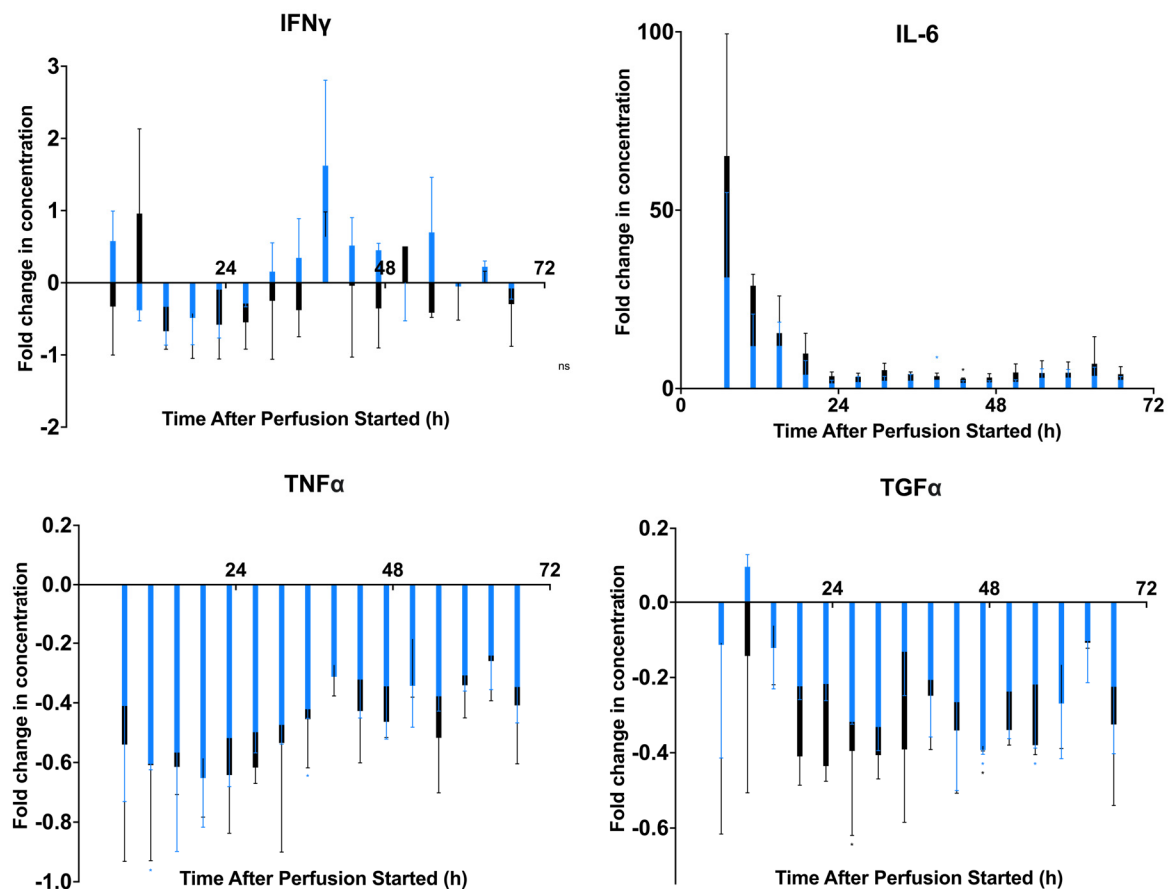 IFNγ
Fold change in concentration
3
2
1
0
-1
-2
24
48
72
ns
Time After Perfusion Started (h)
IL-6
Fold change in concentration
100
50
0
0
24
48
72
Time After Perfusion Started (h)
TNFα
Fold change in concentration
0.2
0.0
-0.2
-0.4
-0.6
-0.8
-1.0
24
48
72
Time After Perfusion Started (h)
TGFα
Fold change in concentration
0.2
0.0
-0.2
-0.4
-0.6
24
48
72
Time After Perfusion Started (h)